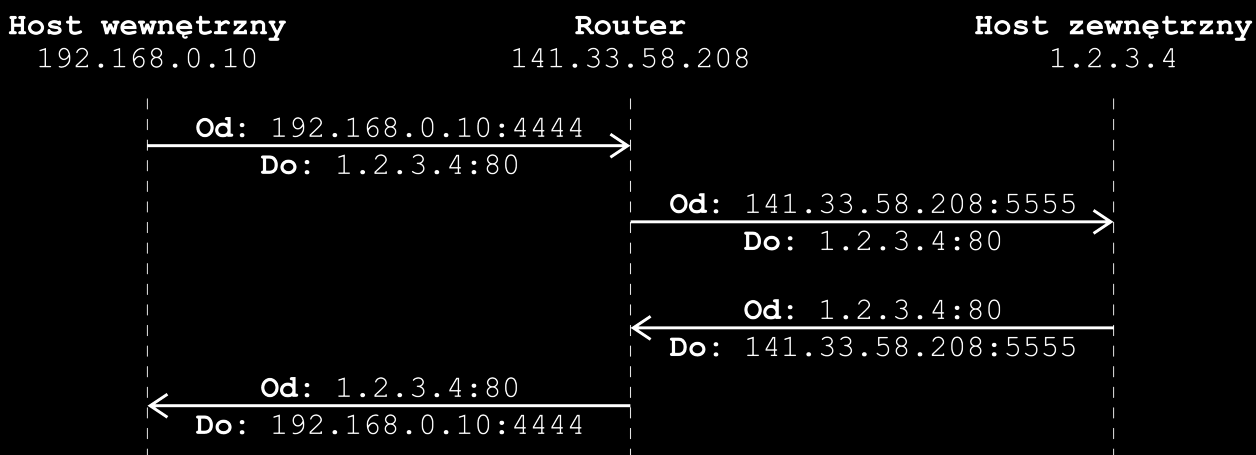 Host wewnętrzny Router Host zewnętrzny
192.168.0.10 141.33.58.208 1.2.3.4
Od: 192.168.0.10:4444
Do: 1.2.3.4:80
Od: 141.33.58.208:5555
Do: 1.2.3.4:80
Od: 1.2.3.4:80
Do: 141.33.58.208:5555
Od: 1.2.3.4:80
Do: 192.168.0.10:4444